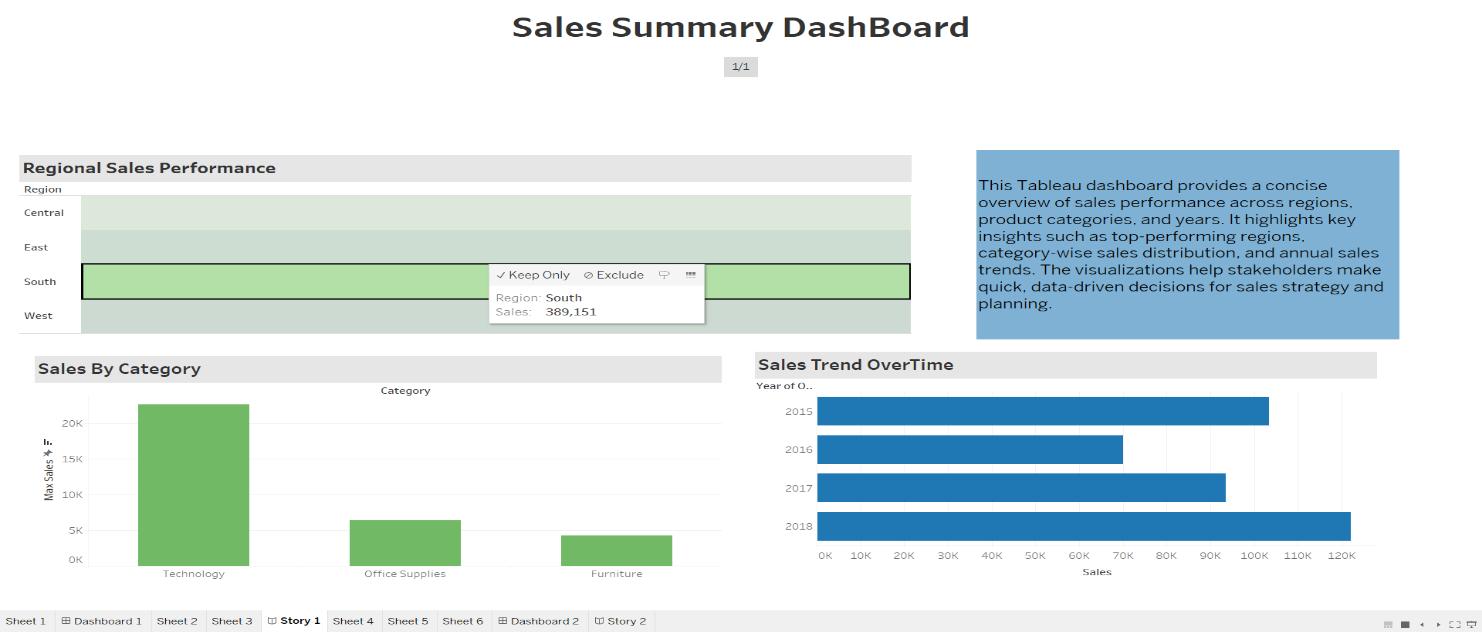 Sales Summary DashBoard
1/1
Regional Sales Performance
Region
Central
East
South
West
Keep Only Exclude
Region: South
Sales: 389,151
This Tableau dashboard provides a concise
overview of sales performance across regions,
product categories, and years. It highlights key
insights such as top-performing regions,
category-wise sales distribution, and annual sales
trends. The visualizations help stakeholders make
quick, data-driven decisions for sales strategy and
planning.
Sales By Category
Category
Max Sales
20K
15K
10K
5K
0K
Technology Office Supplies Furniture
Sales Trend OverTime
Year of O..
2015
2016
2017
2018
0K 10K 20K 30K 40K 50K 60K 70K 80K 90K 100K 110K 120K
Sales
Sheet 1 Dashboard 1 Sheet 2 Sheet 3 Story 1 Sheet 4 Sheet 5 Sheet 6 Dashboard 2 Story 2